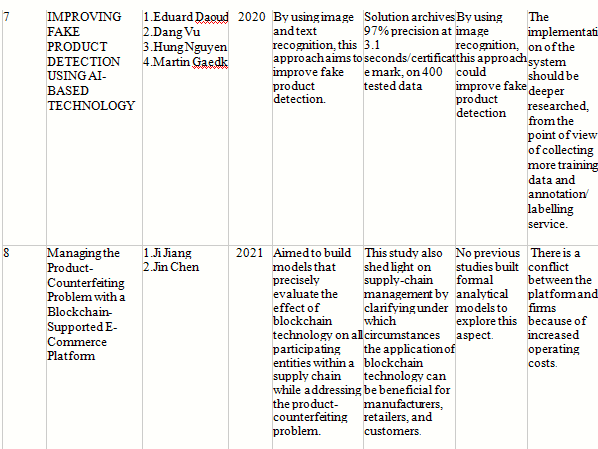 7
IMPROVING
FAKE
PRODUCT
DETECTION
USING AI-
BASED
TECHNOLOGY
1.Eduard Daoud
2.Dang Vu
3.Hung Nguyen
4.Martin Gaedk
2020
By using image
and text
recognition, this
approach aims to
improve fake
product
detection.
Solution archives
97% precision at
3.1
seconds/certificat
e mark, on 400
tested data
By using
image
recognition,
this approach
could
improve fake
product
detection
The
implementati
on of the
system
should be
deeper
researched,
from the
point of view
of collecting
more training
data and
annotation/
labelling
service.
8
Managing the
Product-
Counterfeiting
Problem with a
Blockchain-
Supported E-
Commerce
Platform
1.Ji Jiang
2.Jin Chen
2021
Aimed to build
models that
precisely
evaluate the
effect of
blockchain
technology on all
participating
entities within a
supply chain
while addressing
the product-
counterfeiting
problem.
This study also
shed light on
supply-chain
management by
clarifying under
which
circumstances
the application of
blockchain
technology can
be beneficial for
manufacturers,
retailers, and
customers.
No previous
studies built
formal
analytical
models to
explore this
aspect.
There is a
conflict
between the
platform and
firms
because of
increased
operating
costs.